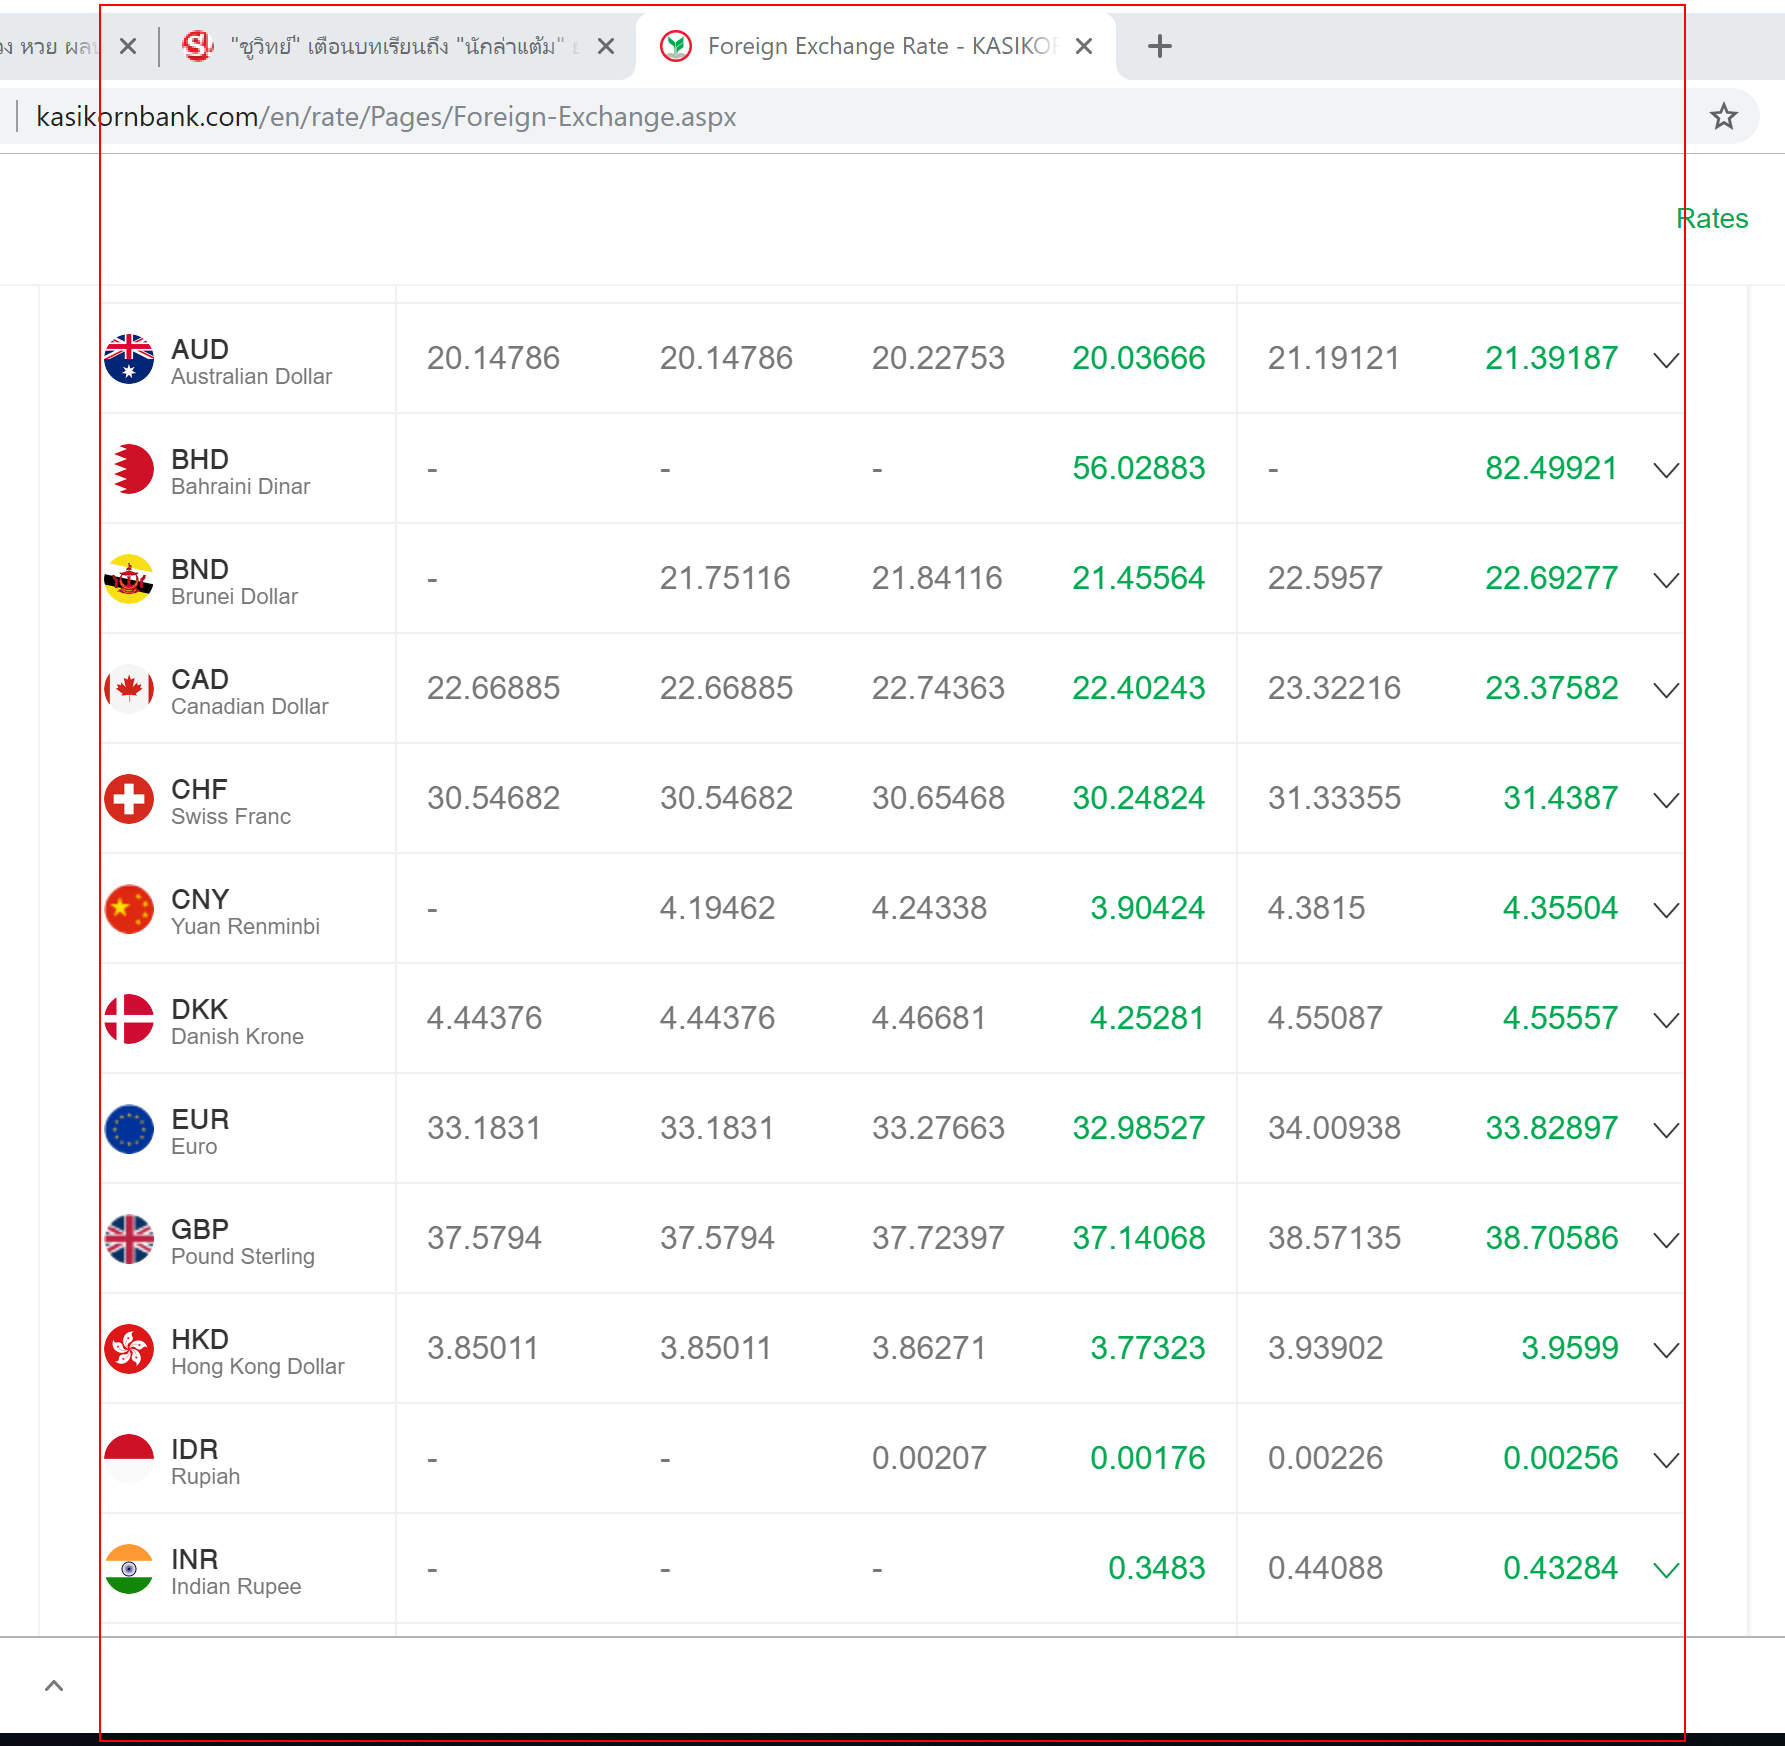 ง หวย ผล
"ชูวิทย์" เตือนบทเรียนถึง "นักล่าแต้ม"
Foreign Exchange Rate - KASIKOR
kasikornbank.com/en/rate/Pages/Foreign-Exchange.aspx
Rates
AUD 20.14786 20.14786 20.22753 20.03666 21.19121 21.39187
Australian Dollar
BHD - - - 56.02883 - 82.49921
Bahraini Dinar
BND - 21.75116 21.84116 21.45564 22.5957 22.69277
Brunei Dollar
CAD 22.66885 22.66885 22.74363 22.40243 23.32216 23.37582
Canadian Dollar
CHF 30.54682 30.54682 30.65468 30.24824 31.33355 31.4387
Swiss Franc
CNY - 4.19462 4.24338 3.90424 4.3815 4.35504
Yuan Renminbi
DKK 4.44376 4.44376 4.46681 4.25281 4.55087 4.55557
Danish Krone
EUR 33.1831 33.1831 33.27663 32.98527 34.00938 33.82897
Euro
GBP 37.5794 37.5794 37.72397 37.14068 38.57135 38.70586
Pound Sterling
HKD 3.85011 3.85011 3.86271 3.77323 3.93902 3.9599
Hong Kong Dollar
IDR - - 0.00207 0.00176 0.00226 0.00256
Rupiah
INR - - - 0.3483 0.44088 0.43284
Indian Rupee